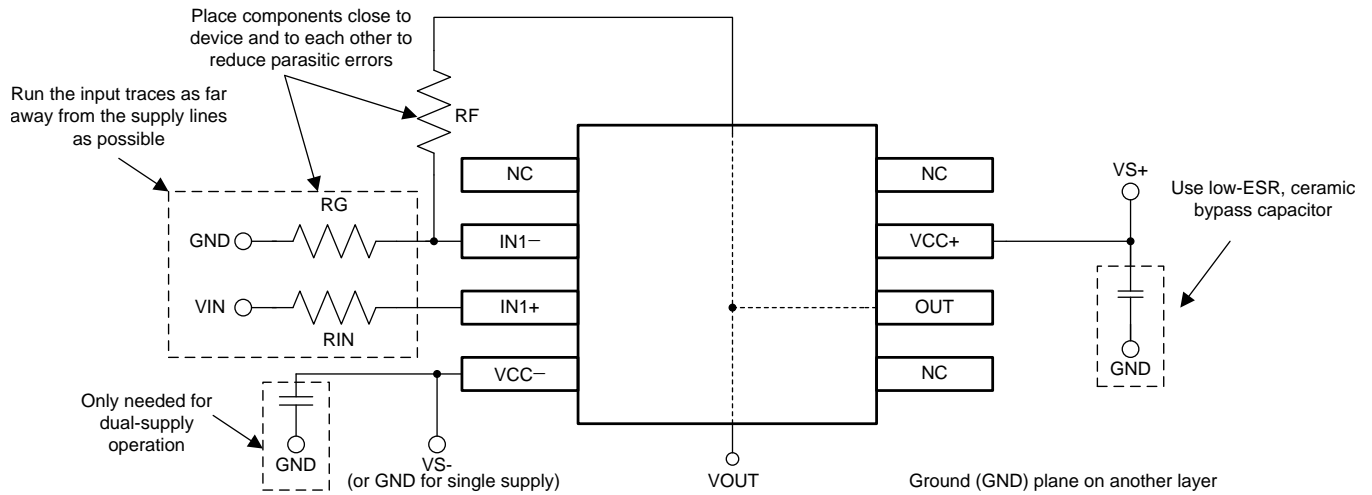 Place components close to
device and to each other to
reduce parasitic errors
Run the input traces as far
away from the supply lines
as possible
RF
NC
NC
VS+
Use low-ESR, ceramic
bypass capacitor
RG
GND
IN1−
VCC+
VIN
IN1+
OUT
RIN
GND
VCC−
NC
Only needed for
dual-supply
operation
GND
VS-
(or GND for single supply)
VOUT
Ground (GND) plane on another layer